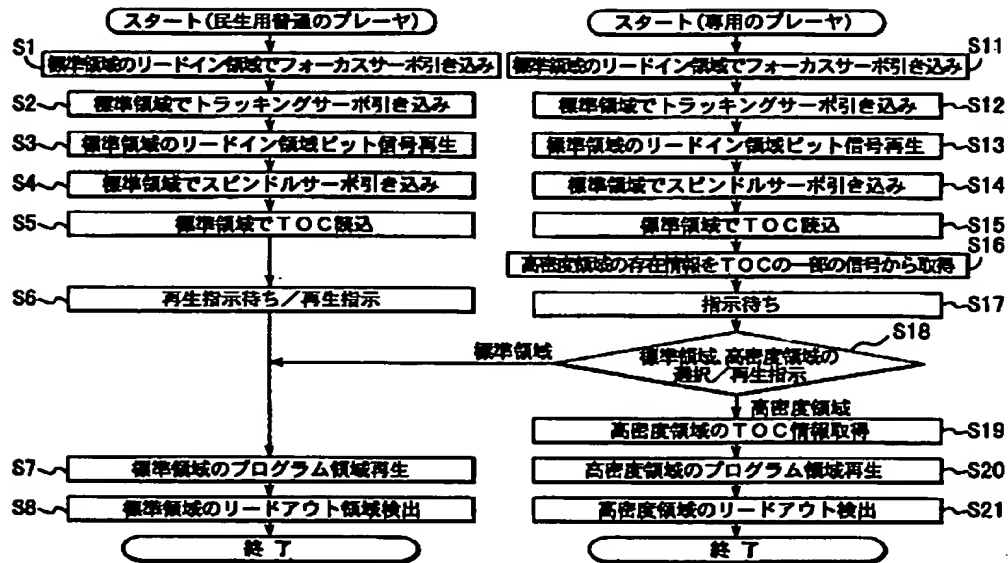 スタート(民生用普通のプレーヤ)
S1
標準領域のリードイン領域でフォーカスサーボ引き込み
S2
標準領域でトラッキングサーボ引き込み
S3
標準領域のリードイン領域ピット信号再生
S4
標準領域でスピンドルサーボ引き込み
S5
標準領域でTOC読込
S6
再生指示待ち/再生指示
S7
標準領域のプログラム領域再生
S8
標準領域のリードアウト領域検出
終了
スタート(専用のプレーヤ)
S11
標準領域のリードイン領域でフォーカスサーボ引き込み
標準領域でトラッキングサーボ引き込み
S12
標準領域のリードイン領域ピット信号再生
S13
標準領域でスピンドルサーボ引き込み
S14
標準領域でTOC読込
S15
S16
高密度領域の存在情報をTOCの一部の信号から取得
指示待ち
S17
S18
標準領域、高密度領域の
選択/再生指示
標準領域
高密度領域
高密度領域のTOC情報取得
S19
高密度領域のプログラム領域再生
S20
高密度領域のリードアウト検出
S21
終了